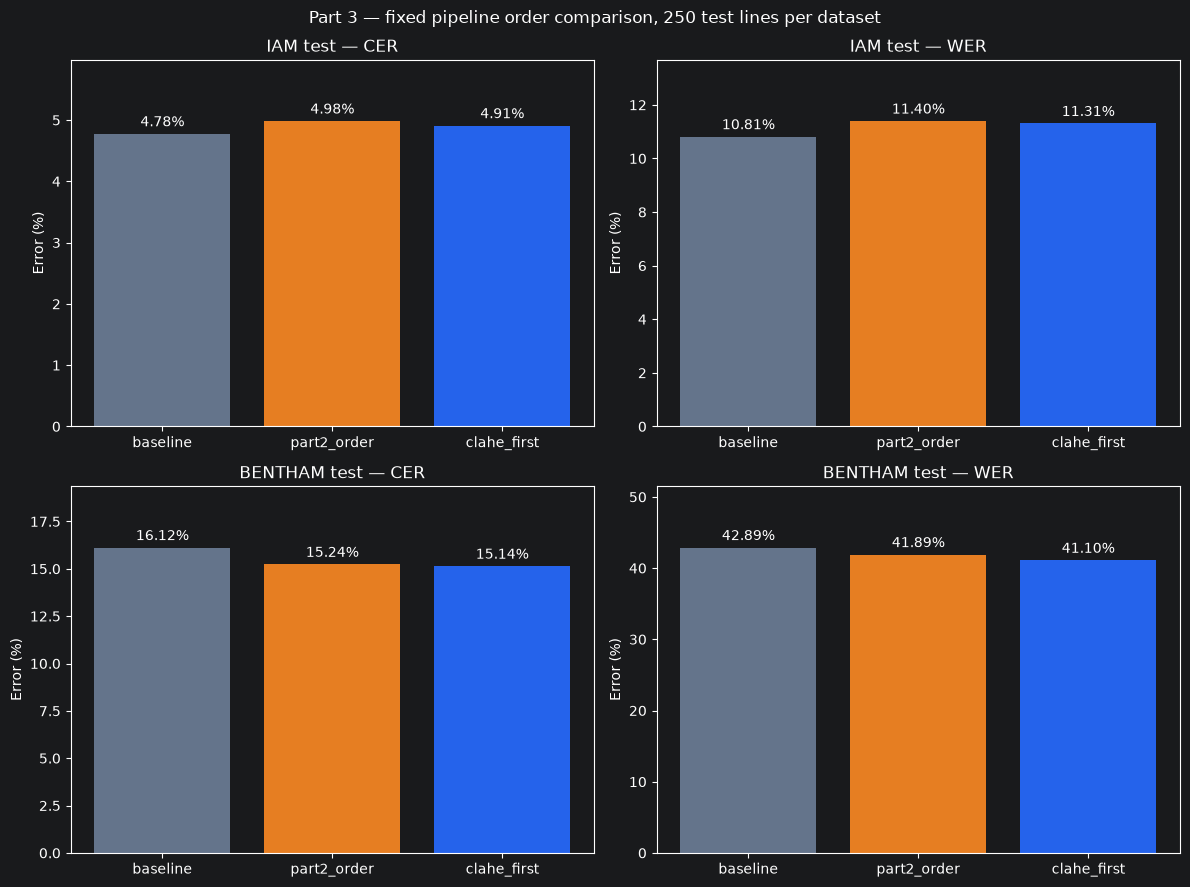 Part 3 — fixed pipeline order comparison, 250 test lines per dataset
IAM test — CER
Error (%)
5
4
3
2
1
0
4.78%
4.98%
4.91%
baseline
part2_order
clahe_first
IAM test — WER
Error (%)
12
10
8
6
4
2
0
10.81%
11.40%
11.31%
baseline
part2_order
clahe_first
BENTHAM test — CER
Error (%)
17.5
15.0
12.5
10.0
7.5
5.0
2.5
0.0
16.12%
15.24%
15.14%
baseline
part2_order
clahe_first
BENTHAM test — WER
Error (%)
50
40
30
20
10
0
42.89%
41.89%
41.10%
baseline
part2_order
clahe_first